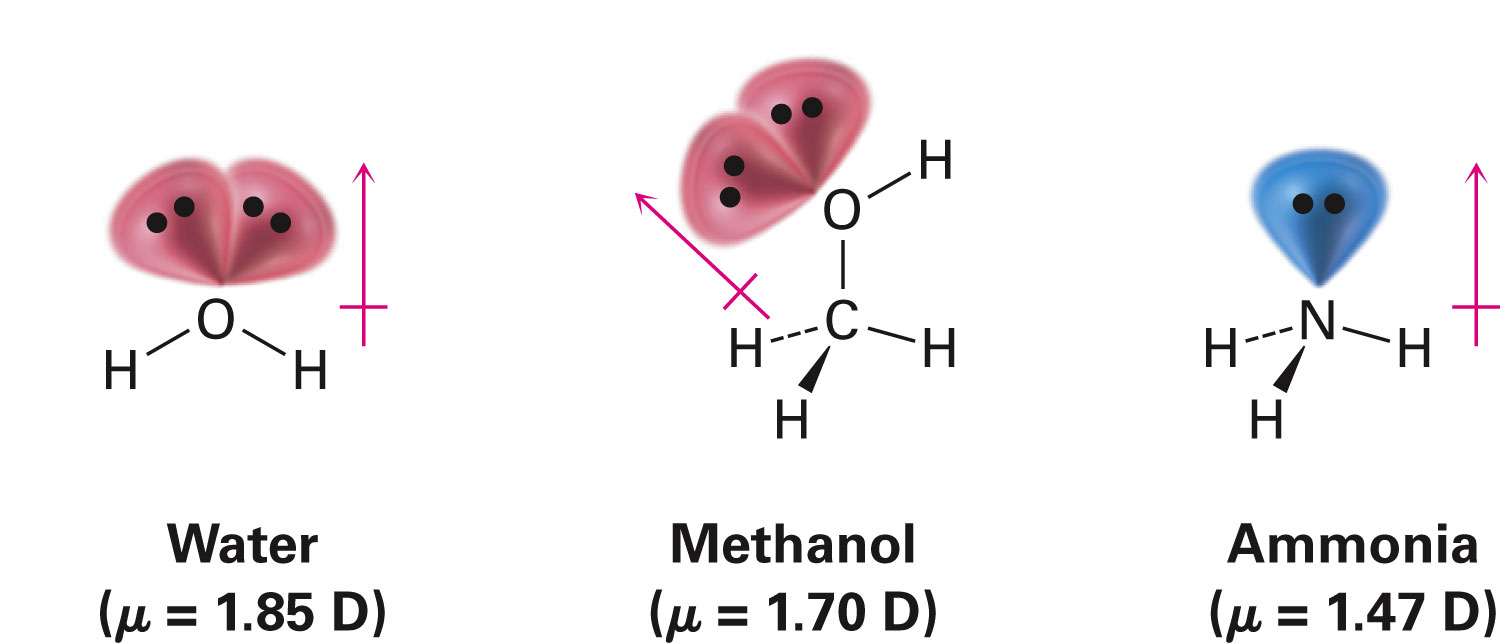 H
O
O
H
H
H
C
H
H
H
N
H
H
Water
(μ = 1.85 D)
Methanol
(μ = 1.70 D)
Ammonia
(μ = 1.47 D)